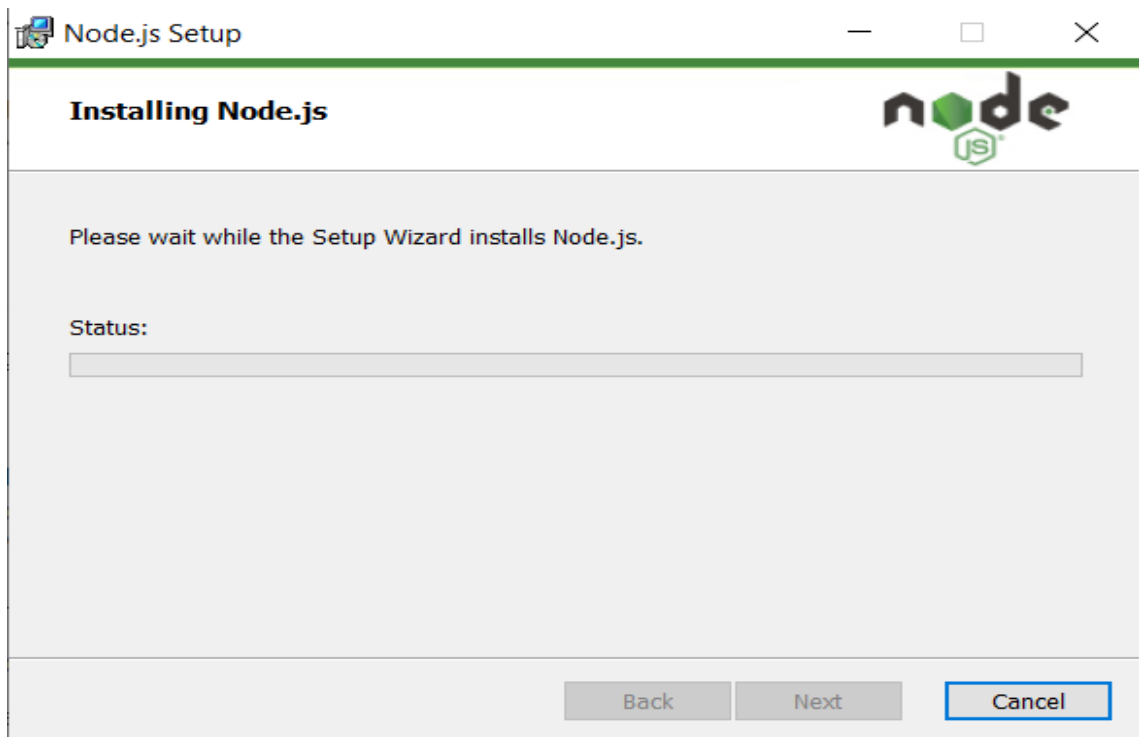 Node.js Setup
Installing Node.js
node
JS
Please wait while the Setup Wizard installs Node.js.
Status:
Back
Next
Cancel